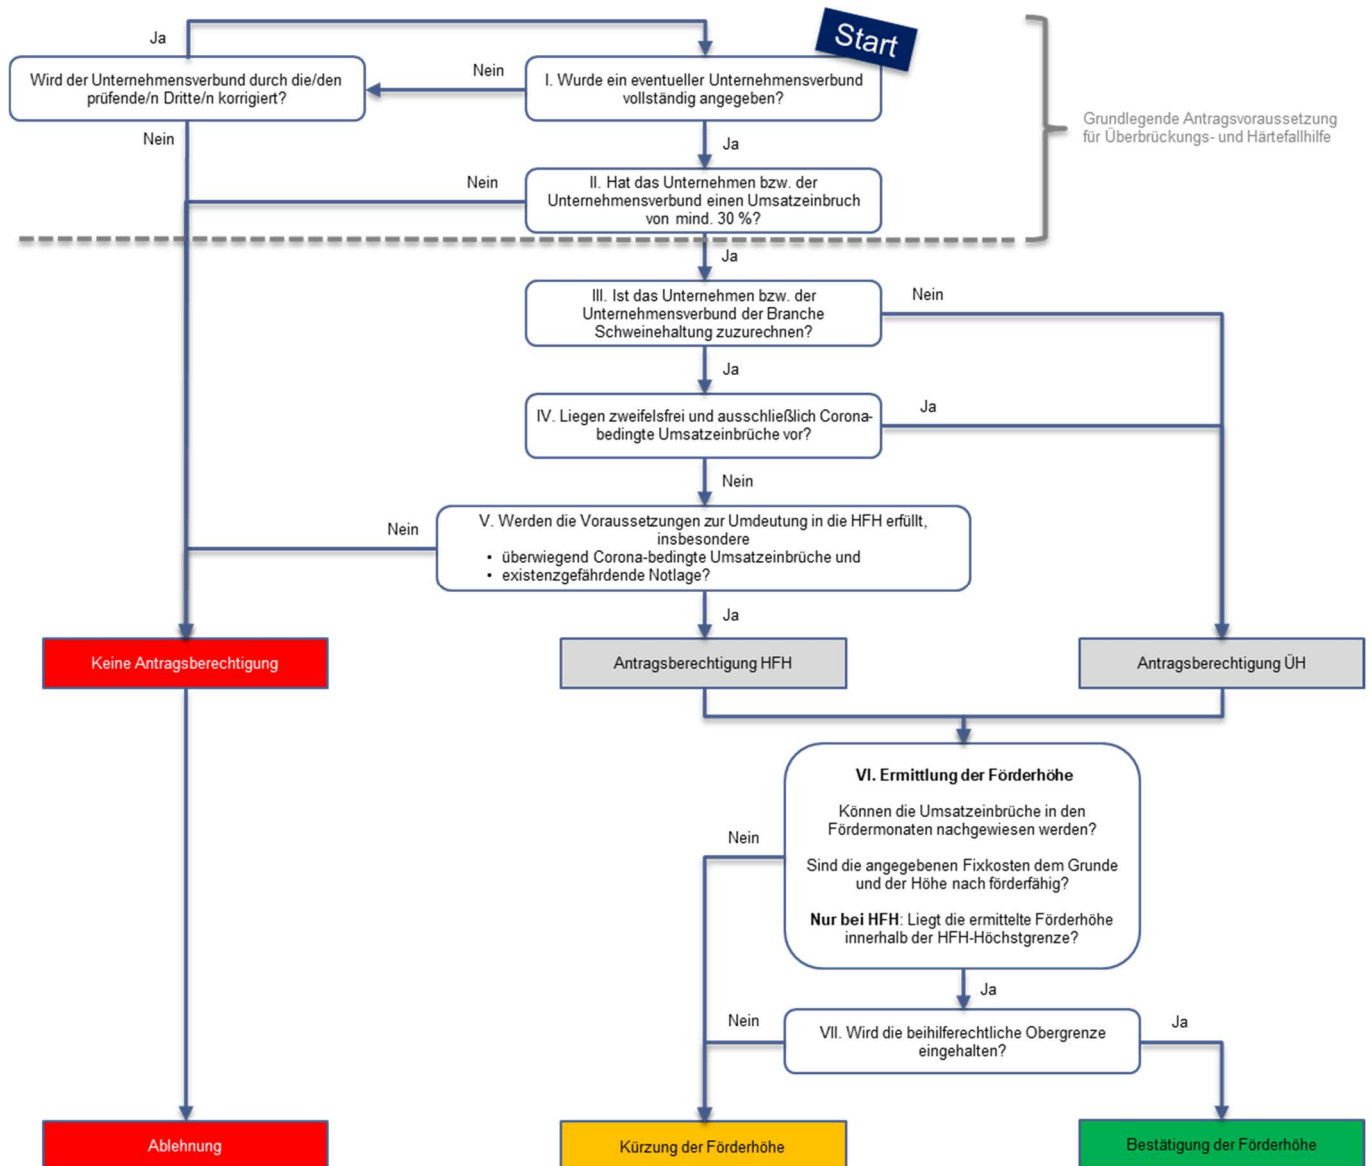 Start
Ja
Wird der Unternehmensverbund durch die/den
prüfende/n Dritte/n korrigiert?
Nein
I. Wurde ein eventueller Unternehmensverbund
vollständig angegeben?
Grundlegende Antragsvoraussetzung
für Überbrückungs- und Härtefallhilfe
Nein
Ja
Nein
II. Hat das Unternehmen bzw. der
Unternehmensverbund einen Umsatzeinbruch
von mind. 30 %?
Ja
III. Ist das Unternehmen bzw. der
Unternehmensverbund der Branche
Schweinehaltung zuzurechnen?
Nein
Ja
IV. Liegen zweifelsfrei und ausschließlich Corona-
bedingte Umsatzeinbrüche vor?
Ja
Nein
Nein
V. Werden die Voraussetzungen zur Umdeutung in die HFH erfüllt,
insbesondere
• überwiegend Corona-bedingte Umsatzeinbrüche und
• existenzgefährdende Notlage?
Ja
Keine Antragsberechtigung
Antragsberechtigung HFH
Antragsberechtigung ÜH
VI. Ermittlung der Förderhöhe
Können die Umsatzeinbrüche in den
Fördermonaten nachgewiesen werden?
Nein
Sind die angegebenen Fixkosten dem Grunde
und der Höhe nach förderfähig?
Nur bei HFH: Liegt die ermittelte Förderhöhe
innerhalb der HFH-Höchstgrenze?
Ja
Nein
VII. Wird die beihilferechtliche Obergrenze
eingehalten?
Ja
Ablehnung
Kürzung der Förderhöhe
Bestätigung der Förderhöhe